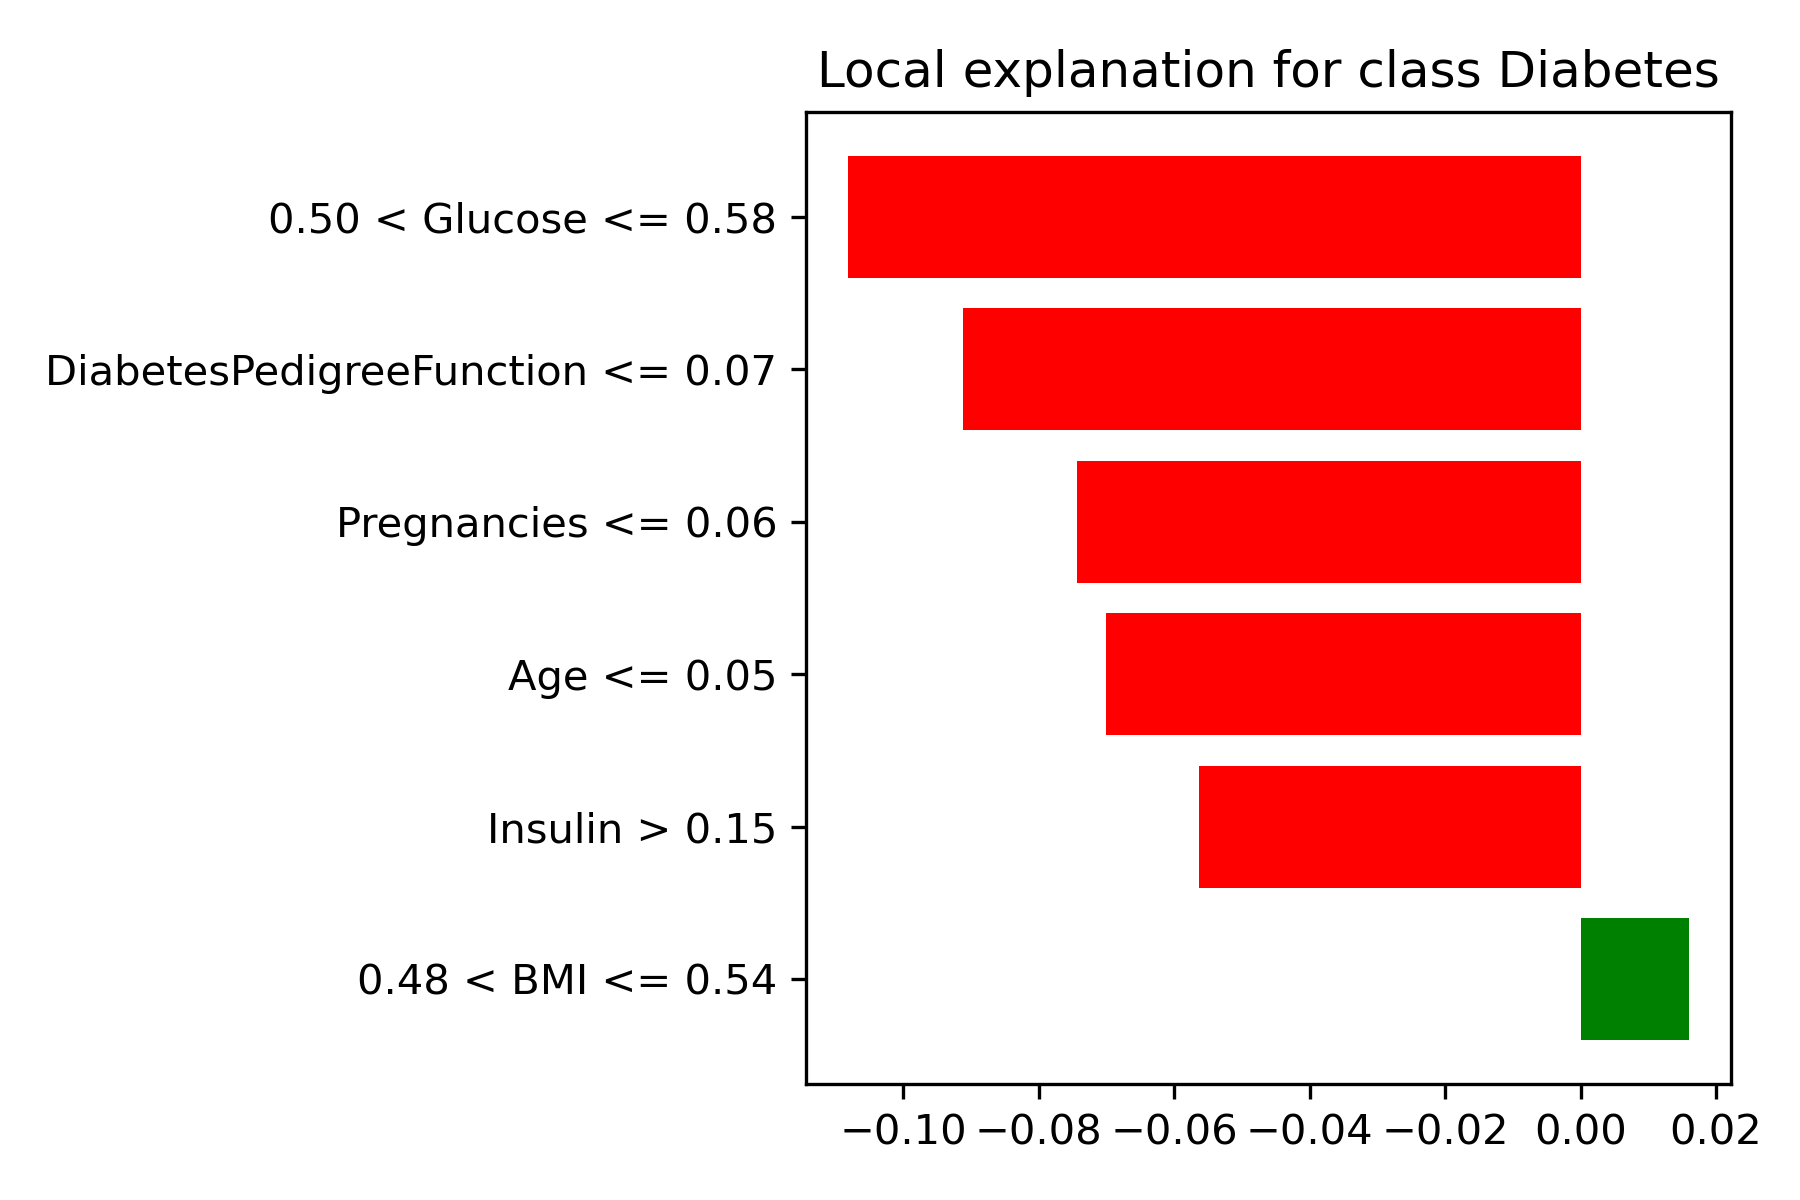 Local explanation for class Diabetes
0.50 < Glucose <= 0.58
DiabetesPedigreeFunction <= 0.07
Pregnancies <= 0.06
Age <= 0.05
Insulin > 0.15
0.48 < BMI <= 0.54
−0.10 −0.08 −0.06 −0.04 −0.02 0.00 0.02